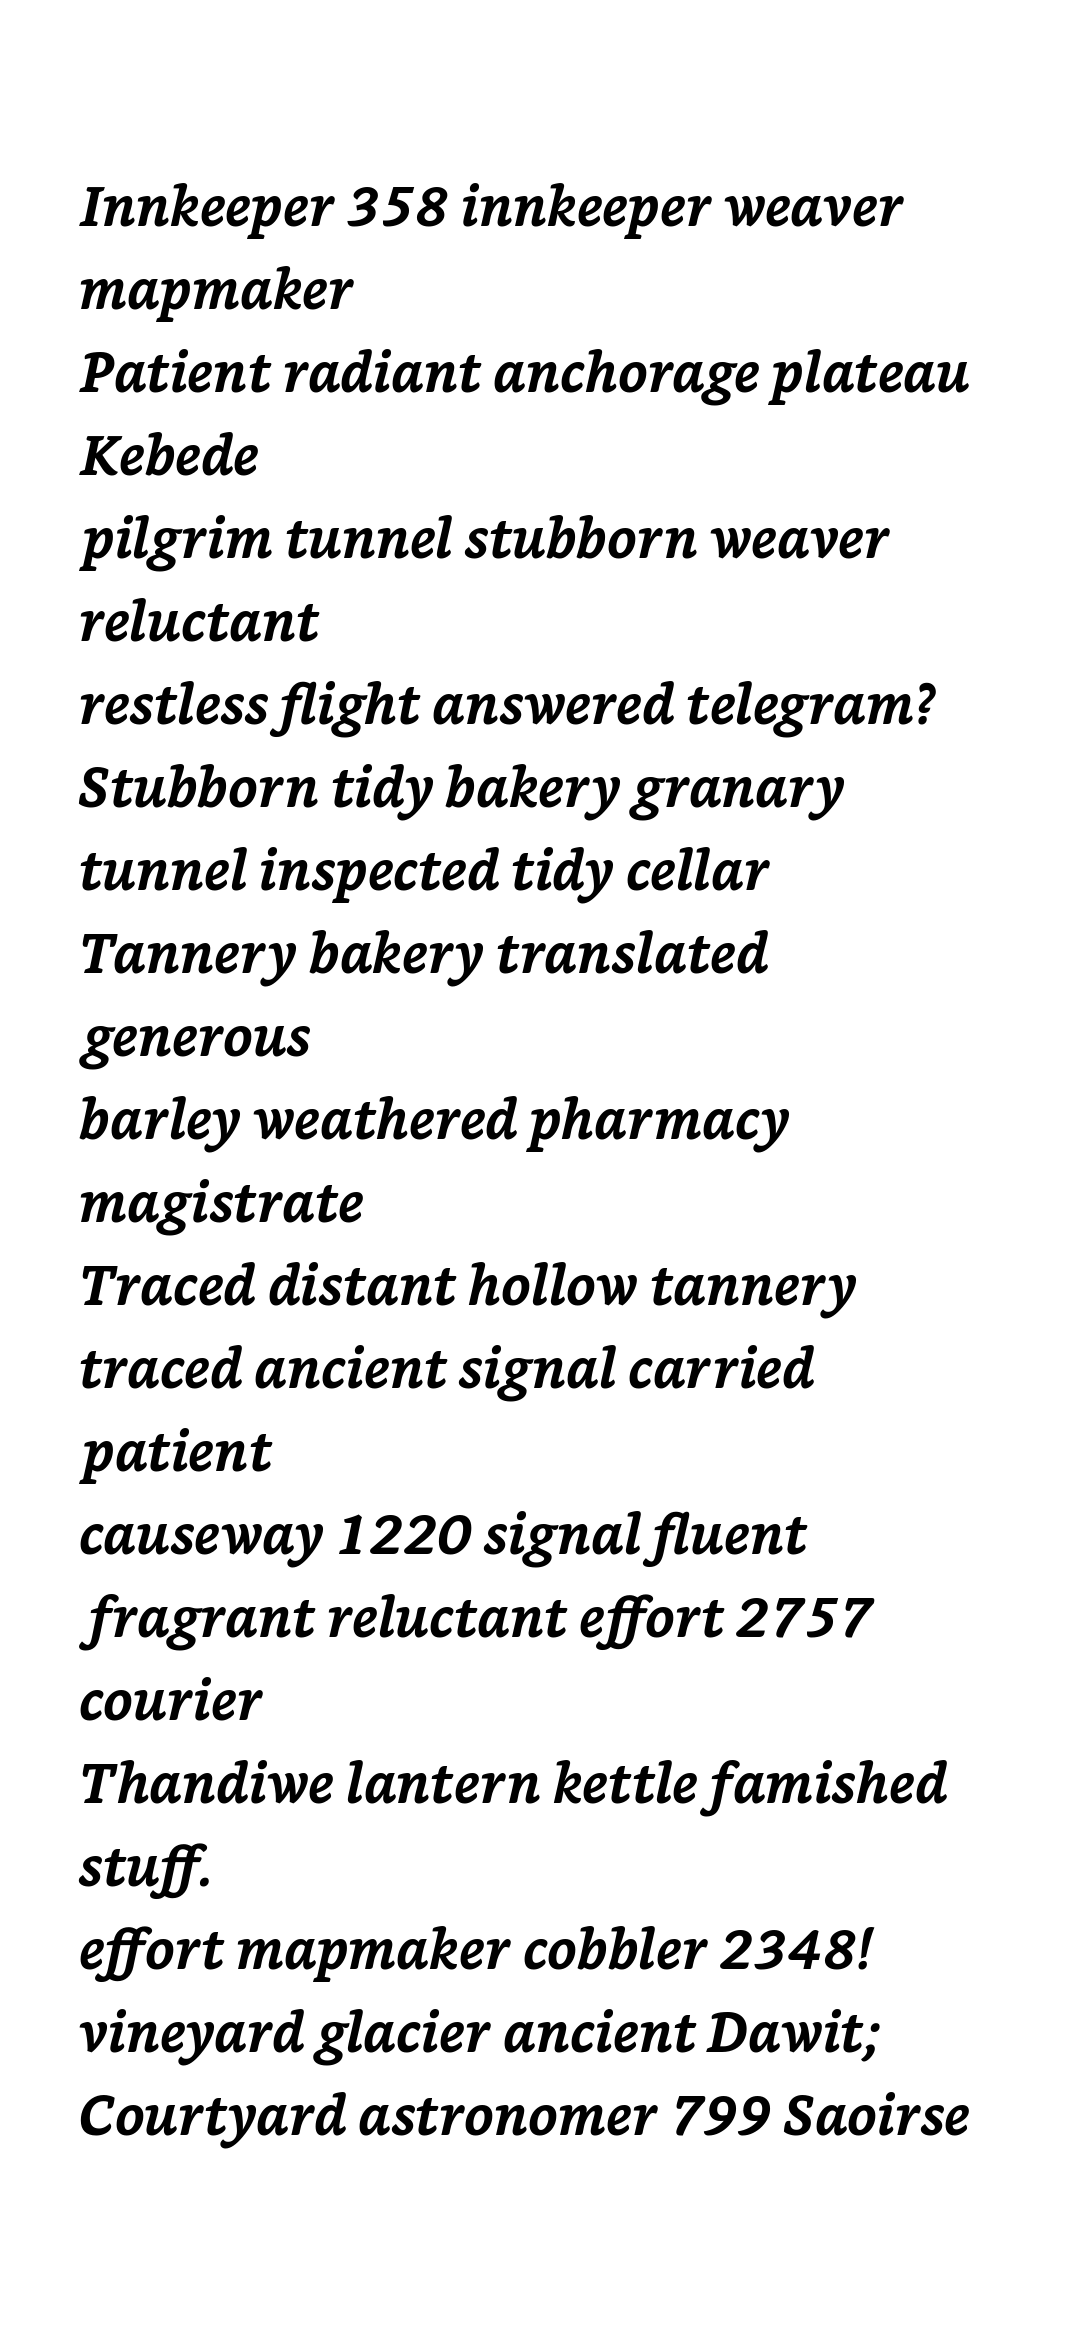 Innkeeper 358 innkeeper weaver
mapmaker
Patient radiant anchorage plateau
Kebede
pilgrim tunnel stubborn weaver
reluctant
restless flight answered telegram?
Stubborn tidy bakery granary
tunnel inspected tidy cellar
Tannery bakery translated
generous
barley weathered pharmacy
magistrate
Traced distant hollow tannery
traced ancient signal carried
patient
causeway 1220 signal fluent
fragrant reluctant effort 2757
courier
Thandiwe lantern kettle famished
stuff.
effort mapmaker cobbler 2348!
vineyard glacier ancient Dawit;
Courtyard astronomer 799 Saoirse